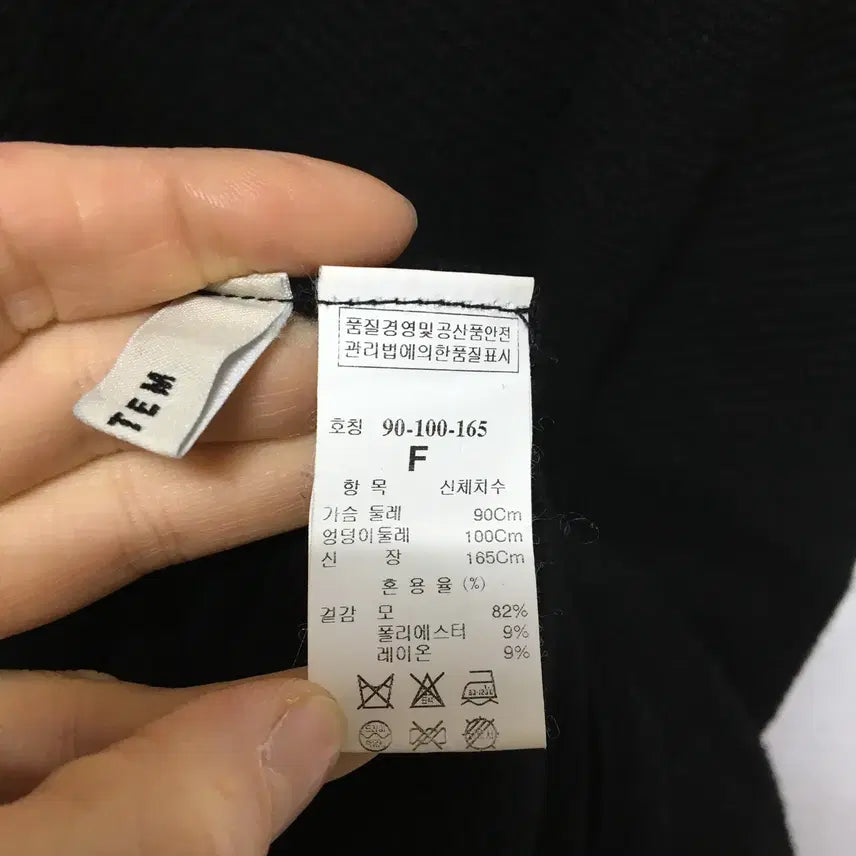 TEM
품질경영및공산품안전
관리법에의한품질표시
호칭 90-100-165
F
항 목 신체치수
가슴 둘레 90Cm
엉덩이둘레 100Cm
신 장 165Cm
혼 용 율 (%)
겉감 모 82%
폴리에스터 9%
레이온 9%